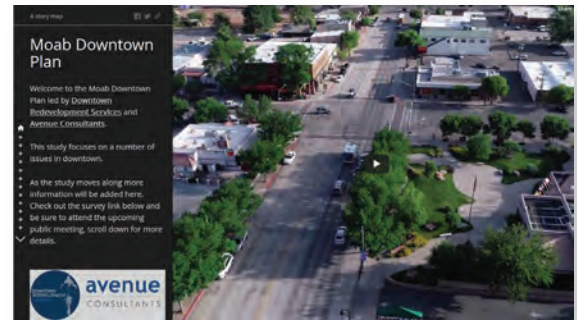 A story map
Share
Moab Downtown
Plan
Welcome to the Moab Downtown
Plan led by Downtown
Redevelopment Services and
Avenue Consultants.
This study focuses on a number of
issues in downtown.
As the study moves along more
information will be added here.
Check out the survey link below and
be sure to attend the upcoming
public meeting, scroll down for more
details.
avenue
CONSULTANTS